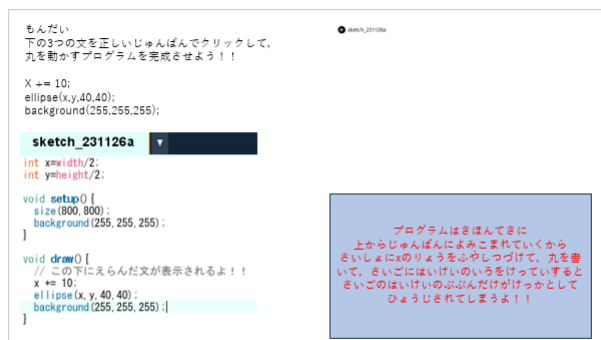 もんだい
下の3つの文を正しいじゅんばんでクリックして,
丸を動かすプログラムを完成させよう！！
X += 10;
ellipse(x,y,40,40);
background(255,255,255);
sketch_231126a
int x=width/2;
int y=height/2;
void setup() {
size(800, 800);
background(255, 255, 255);
}
void draw() {
// この下にえらんだ文が表示されるよ！！
x += 10;
ellipse(x, y, 40, 40);
background(255, 255, 255);
}
sketch_231126a
プログラムはきほんてきに
上からじゅんばんによみこまれていくから
さいしょにxのりょうをふやしつづけて, 丸を書
いて, さいごにはいけいのいろをけっていすると
さいごのはいけいのぶぶんだけがけっかとして
ひょうじされてしまうよ！！